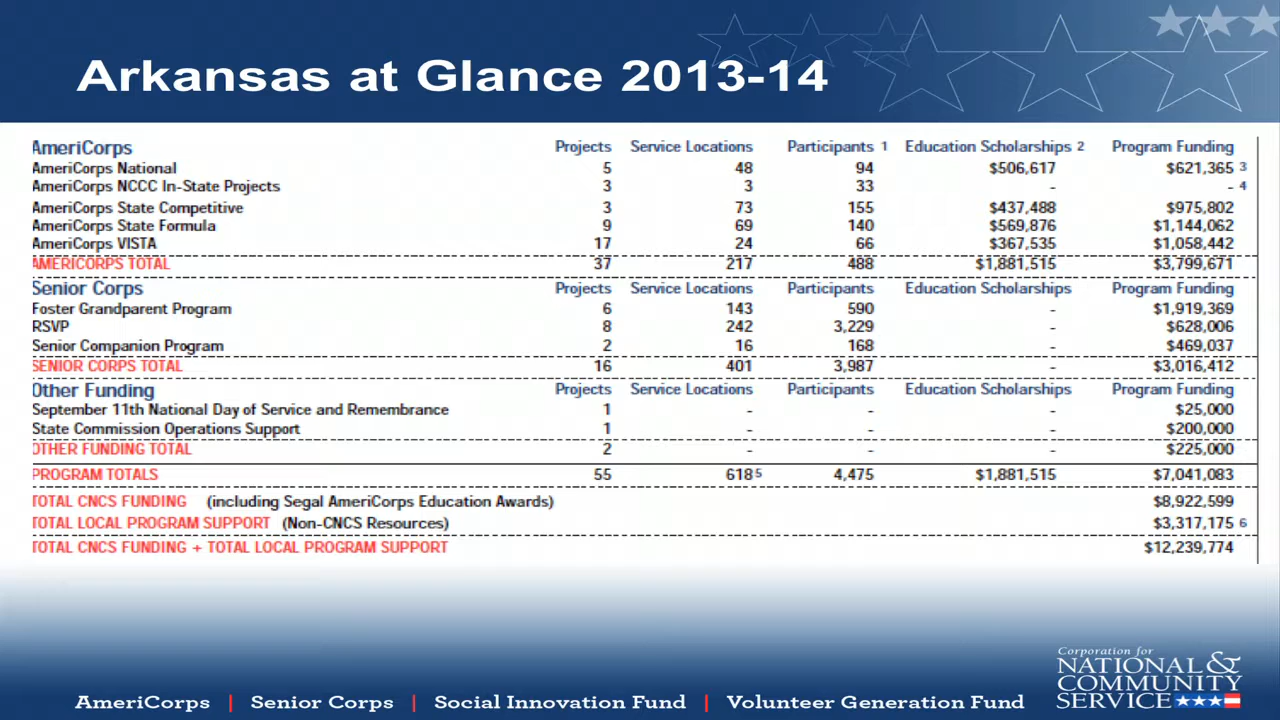 Arkansas at Glance 2013-14
AmeriCorps Projects Service Locations Participants 1 Education Scholarships 2 Program Funding
AmeriCorps National 5 48 94 $506,617 $621,365 3
AmeriCorps NCCC In-State Projects 3 3 33 - - 4
AmeriCorps State Competitive 3 73 155 $437,488 $975,802
AmeriCorps State Formula 9 69 140 $569,876 $1,144,062
AmeriCorps VISTA 17 24 66 $367,535 $1,058,442
AMERICORPS TOTAL 37 217 488 $1,881,515 $3,799,671
Senior Corps Projects Service Locations Participants Education Scholarships Program Funding
Foster Grandparent Program 6 143 590 - $1,919,369
RSVP 8 242 3,229 - $628,006
Senior Companion Program 2 16 168 - $469,037
SENIOR CORPS TOTAL 16 401 3,987 - $3,016,412
Other Funding Projects Service Locations Participants Education Scholarships Program Funding
September 11th National Day of Service and Remembrance 1 - - - $25,000
State Commission Operations Support 1 - - - $200,000
OTHER FUNDING TOTAL 2 - - - $225,000
PROGRAM TOTALS 55 618 5 4,475 $1,881,515 $7,041,083
TOTAL CNCS FUNDING (including Segal AmeriCorps Education Awards) $8,922,599
TOTAL LOCAL PROGRAM SUPPORT (Non-CNCS Resources) $3,317,175 6
TOTAL CNCS FUNDING + TOTAL LOCAL PROGRAM SUPPORT $12,239,774
Corporation for
NATIONAL &
COMMUNITY
SERVICE
AmeriCorps | Senior Corps | Social Innovation Fund | Volunteer Generation Fund